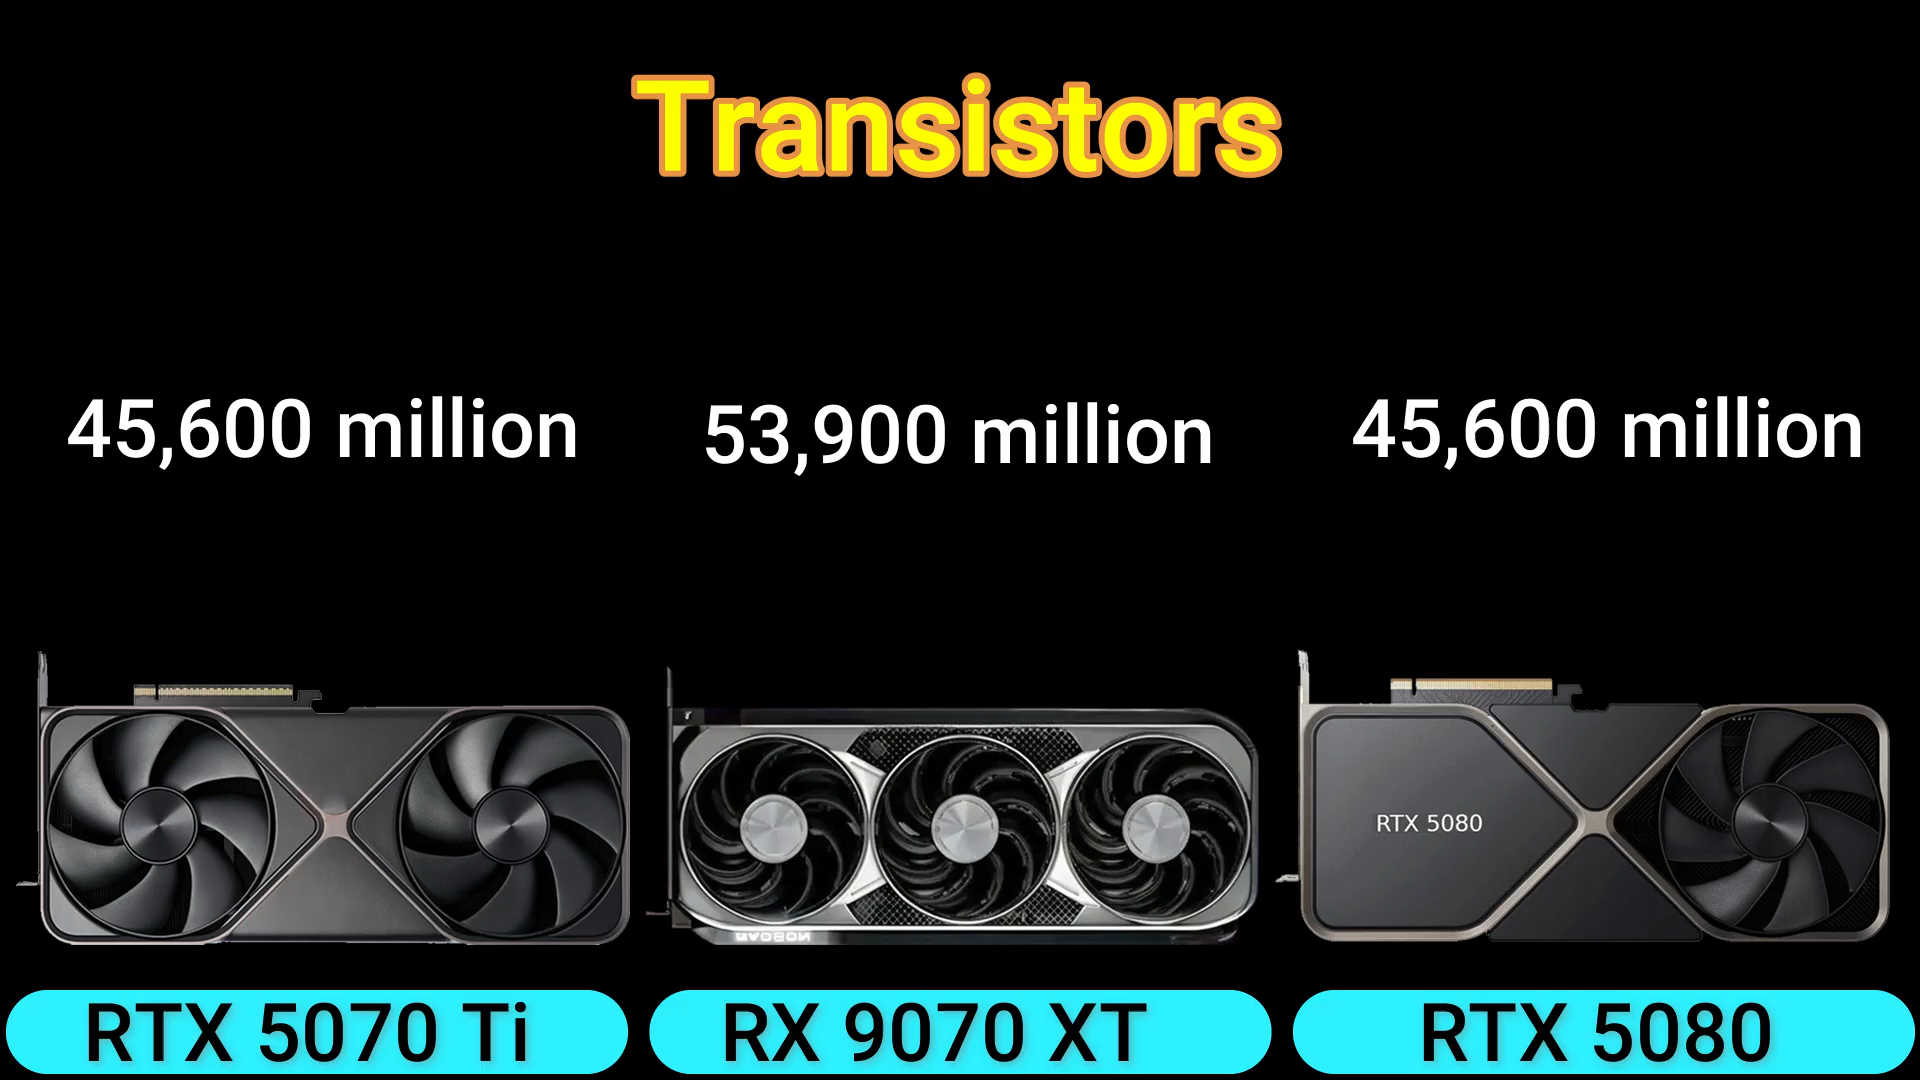 Transistors
45,600 million
53,900 million
45,600 million
RTX 5080
RADEON
RTX 5070 Ti
RX 9070 XT
RTX 5080